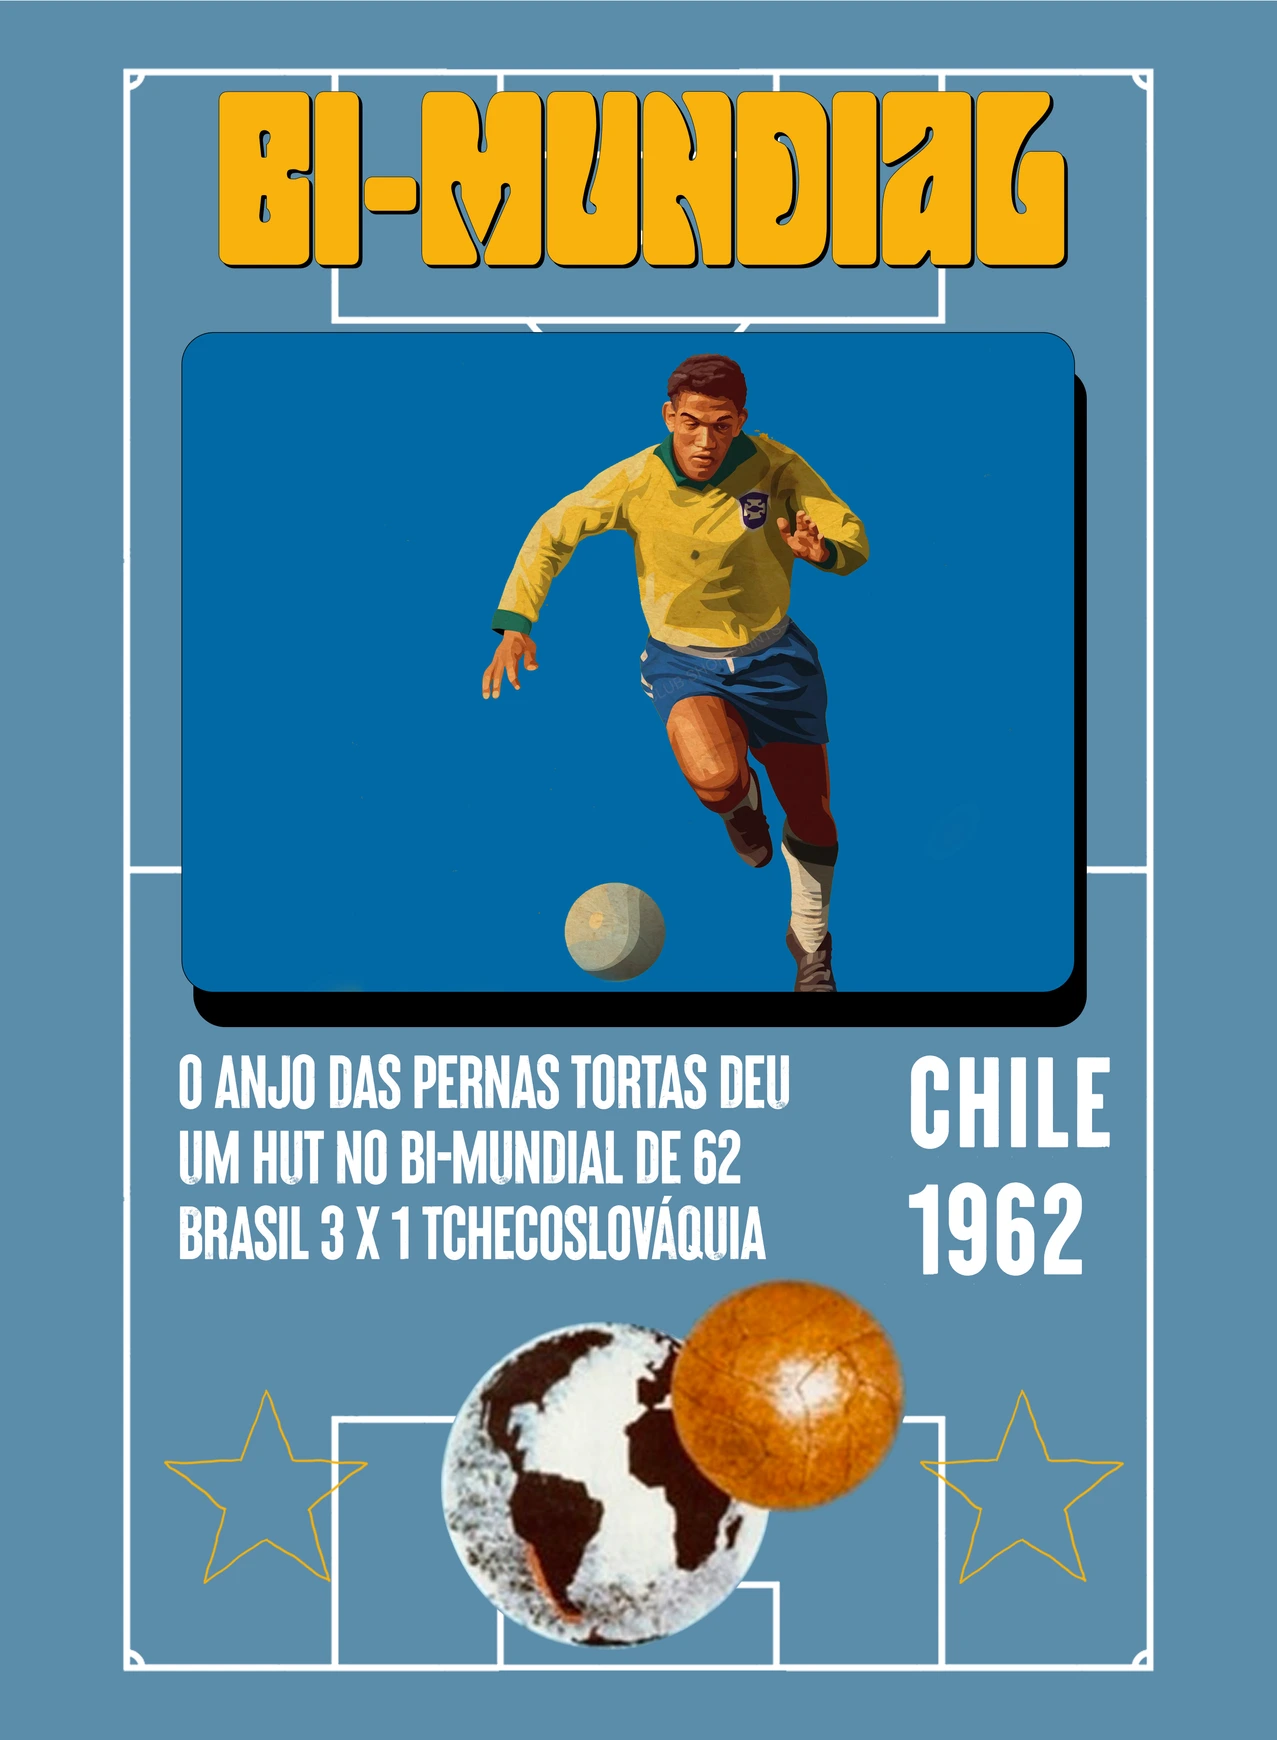 BI-MUNDIAL
O ANJO DAS PERNAS TORTAS DEU
UM HUT NO BI-MUNDIAL DE 62
BRASIL 3 X 1 TCHECOSLOVÁQUIA
CHILE
1962